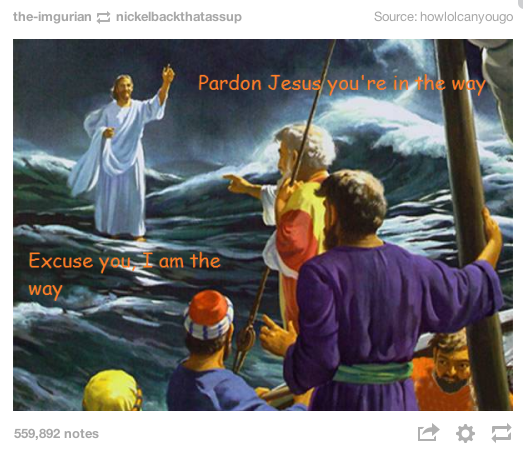 the-imgurian nickelbackthatassup
Source: howlolcanyougo
Pardon Jesus you're in the way
Excuse you, I am the
way
559,892 notes